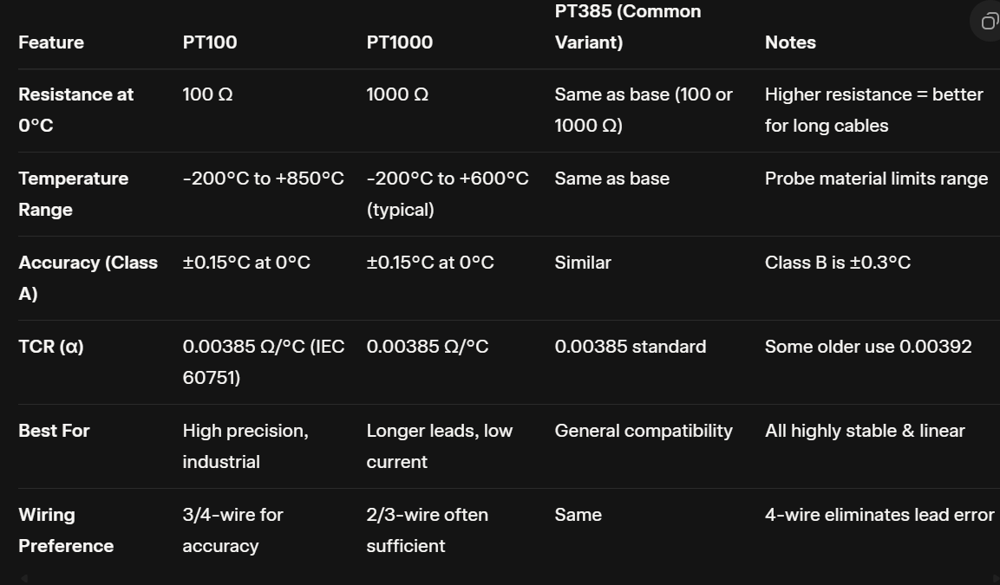 Feature
PT100
PT1000
PT385 (Common
Variant)
Notes
Resistance at
0°C
100 Ω
1000 Ω
Same as base (100 or
1000 Ω)
Higher resistance = better
for long cables
Temperature
Range
-200°C to +850°C
-200°C to +600°C
(typical)
Same as base
Probe material limits range
Accuracy (Class
A)
±0.15°C at 0°C
±0.15°C at 0°C
Similar
Class B is ±0.3°C
TCR (α)
0.00385 Ω/°C (IEC
60751)
0.00385 Ω/°C
0.00385 standard
Some older use 0.00392
Best For
High precision,
industrial
Longer leads, low
current
General compatibility
All highly stable & linear
Wiring
Preference
3/4-wire for
accuracy
2/3-wire often
sufficient
Same
4-wire eliminates lead error